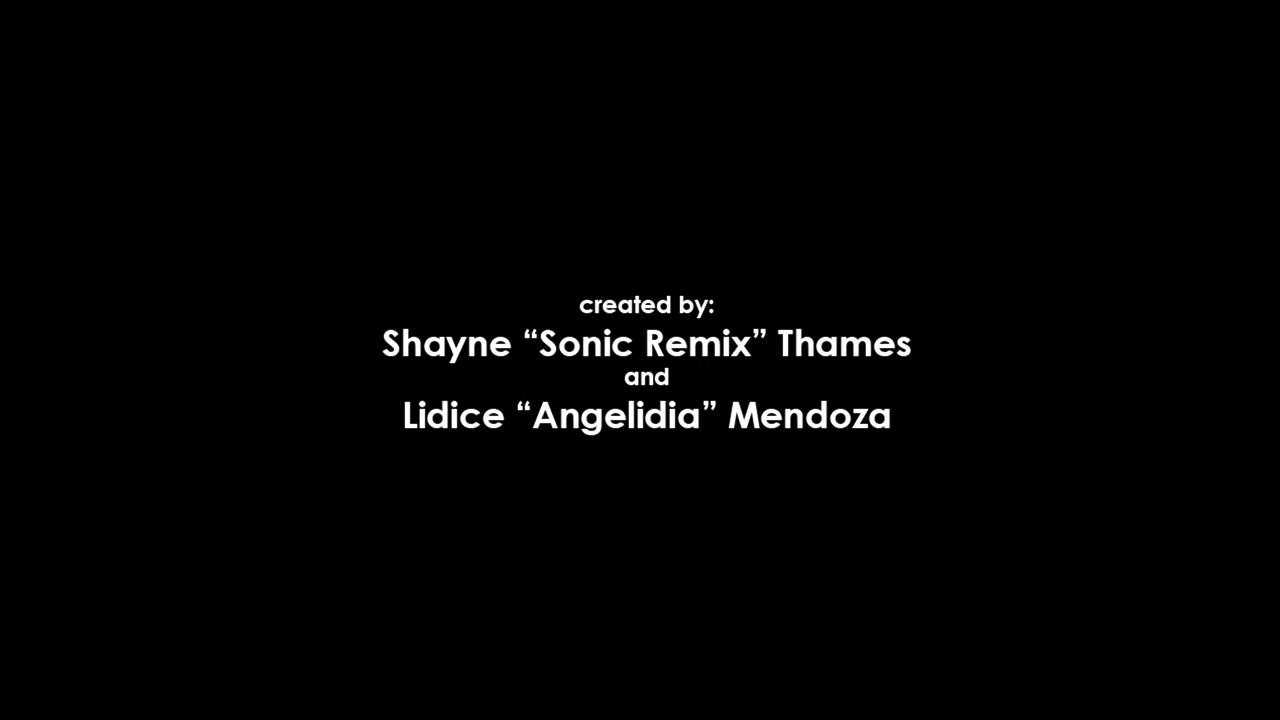 created by:
Shayne “Sonic Remix” Thames
and
Lidice “Angelidia” Mendoza